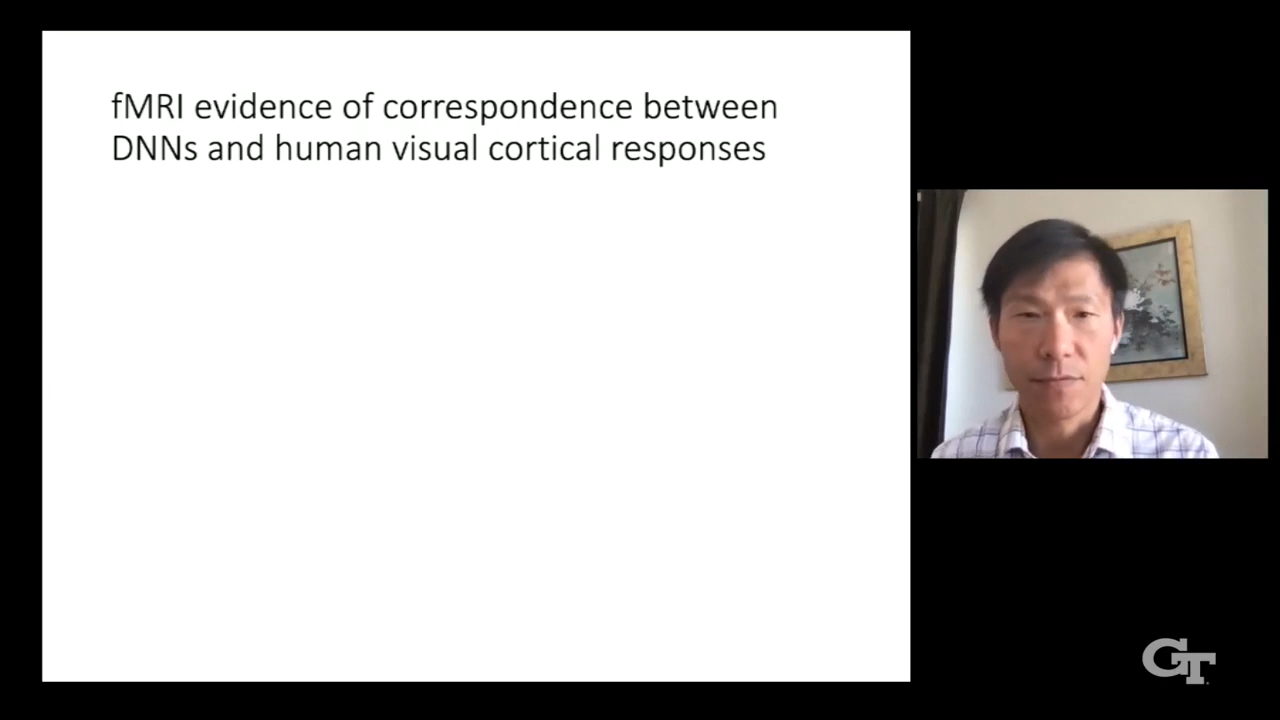 fMRI evidence of correspondence between
DNNs and human visual cortical responses
GT